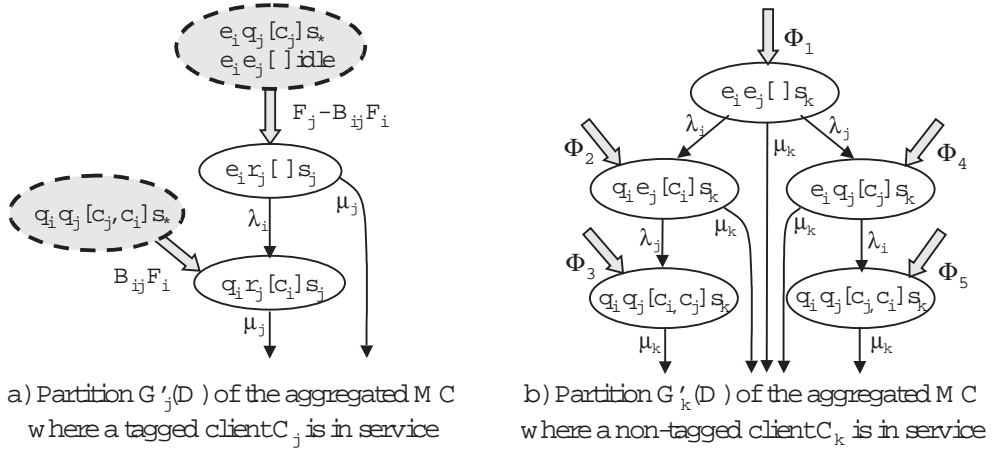 e_i q_j [c_j] s_*
e_i e_j [ ] idle
F_j - B_ij F_i
e_i r_j [ ] s_j
μ_j
λ_i
q_i q_j [c_j, c_i] s_*
B_ij F_i
q_i r_j [c_i] s_j
μ_j
a) Partition G'_j(D) of the aggregated MC
where a tagged client C_j is in service
Φ_1
e_i e_j [ ] s_k
λ_i
μ_k
λ_j
Φ_2
Φ_4
q_i e_j [c_i] s_k
e_i q_j [c_j] s_k
μ_k
μ_k
λ_j
λ_i
Φ_3
Φ_5
q_i q_j [c_i, c_j] s_k
q_i q_j [c_j, c_i] s_k
μ_k
μ_k
b) Partition G'_k(D) of the aggregated MC
where a non-tagged client C_k is in service